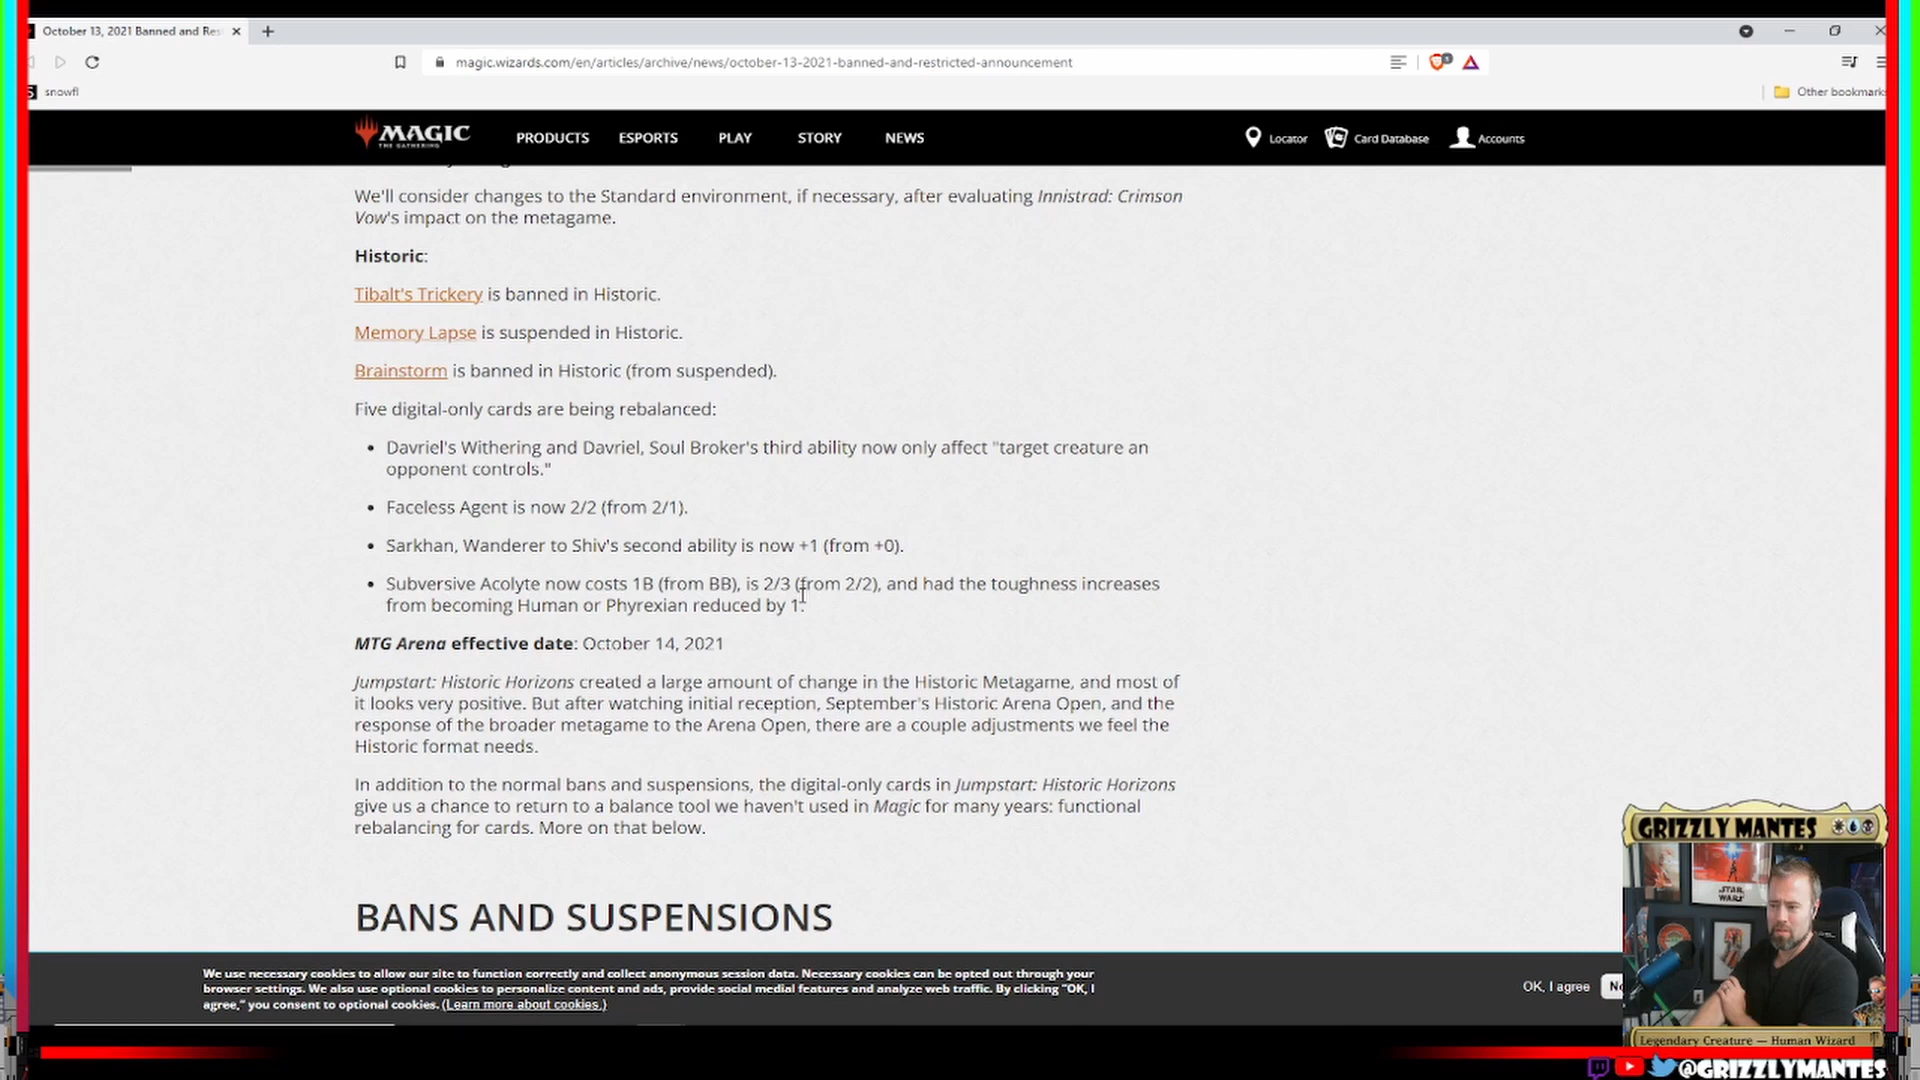 October 13, 2021 Banned and Res
magic.wizards.com/en/articles/archive/news/october-13-2021-banned-and-restricted-announcement
snowfl
Other bookmark
MAGIC
THE GATHERING
PRODUCTS
ESPORTS
PLAY
STORY
NEWS
Locator
Card Database
Accounts
We'll consider changes to the Standard environment, if necessary, after evaluating Innistrad: Crimson
Vow's impact on the metagame.
Historic:
Tibalt's Trickery is banned in Historic.
Memory Lapse is suspended in Historic.
Brainstorm is banned in Historic (from suspended).
Five digital-only cards are being rebalanced:
• Davriel's Withering and Davriel, Soul Broker's third ability now only affect "target creature an
opponent controls."
• Faceless Agent is now 2/2 (from 2/1).
• Sarkhan, Wanderer to Shiv's second ability is now +1 (from +0).
• Subversive Acolyte now costs 1B (from BB), is 2/3 (from 2/2), and had the toughness increases
from becoming Human or Phyrexian reduced by 1.
MTG Arena effective date: October 14, 2021
Jumpstart: Historic Horizons created a large amount of change in the Historic Metagame, and most of
it looks very positive. But after watching initial reception, September's Historic Arena Open, and the
response of the broader metagame to the Arena Open, there are a couple adjustments we feel the
Historic format needs.
In addition to the normal bans and suspensions, the digital-only cards in Jumpstart: Historic Horizons
give us a chance to return to a balance tool we haven't used in Magic for many years: functional
rebalancing for cards. More on that below.
BANS AND SUSPENSIONS
We use necessary cookies to allow our site to function correctly and collect anonymous session data. Necessary cookies can be opted out through your
browser settings. We also use optional cookies to personalize content and ads, provide social medial features and analyze web traffic. By clicking "OK, I
agree," you consent to optional cookies. (Learn more about cookies.)
OK, I agree
No
GRIZZLY MANTES
STAR
WARS
Legendary Creature — Human Wizard
@GRIZZLYMANTES